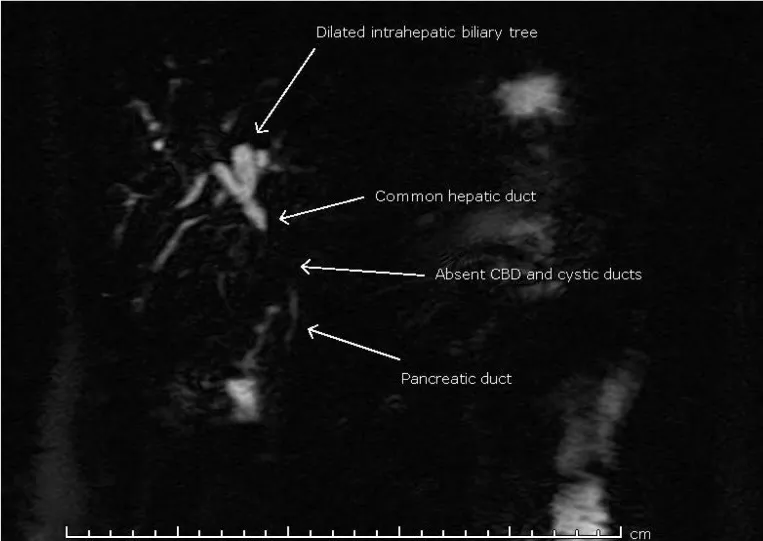 Dilated intrahepatic biliary tree
Common hepatic duct
Absent CBD and cystic ducts
Pancreatic duct
cm